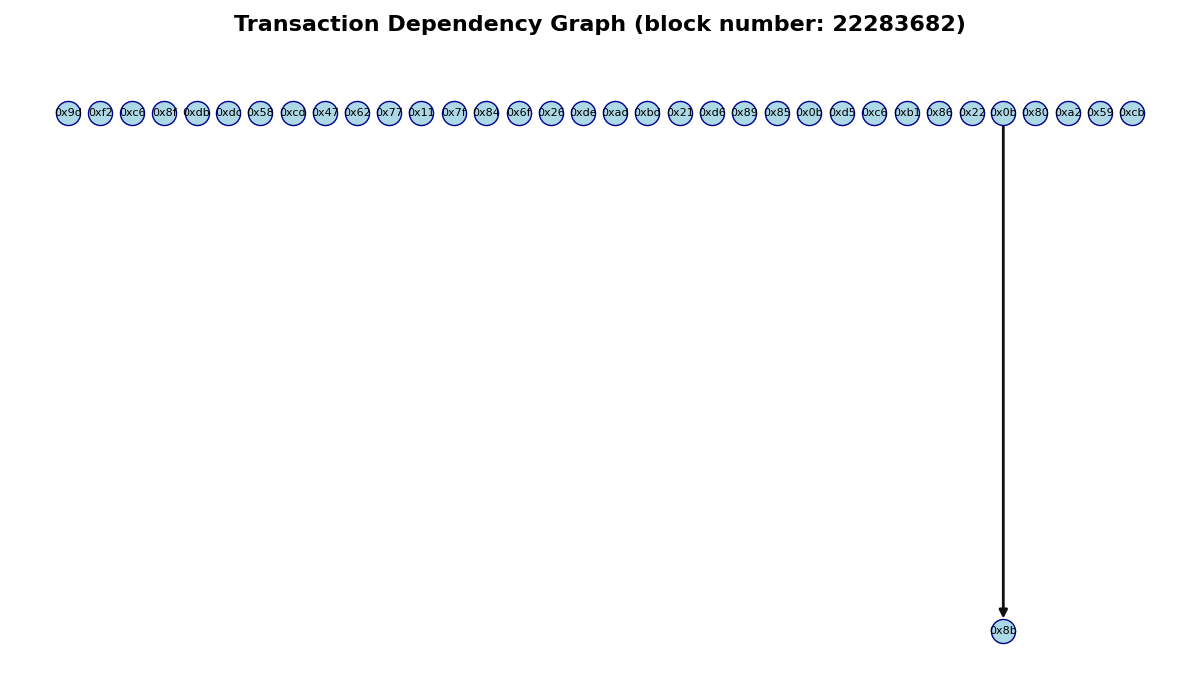 Transaction Dependency Graph (block number: 22283682)
0x9d 0xf2 0xc6 0x8f 0xdb 0xdc 0x58 0xcd 0x47 0x62 0x77 0x11 0x7f 0x84 0x6f 0x26 0xde 0xad 0xbd 0x21 0xd6 0x89 0x85 0x0b 0xd5 0xc6 0xb1 0x86 0x22 0x0b 0x80 0xa2 0x59 0xcb
0x8b